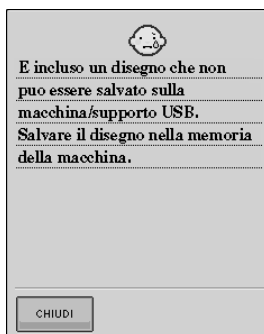 E incluso un disegno che non
puo essere salvato sulla
macchina/supporto USB.
Salvare il disegno nella memoria
della macchina.
CHIUDI